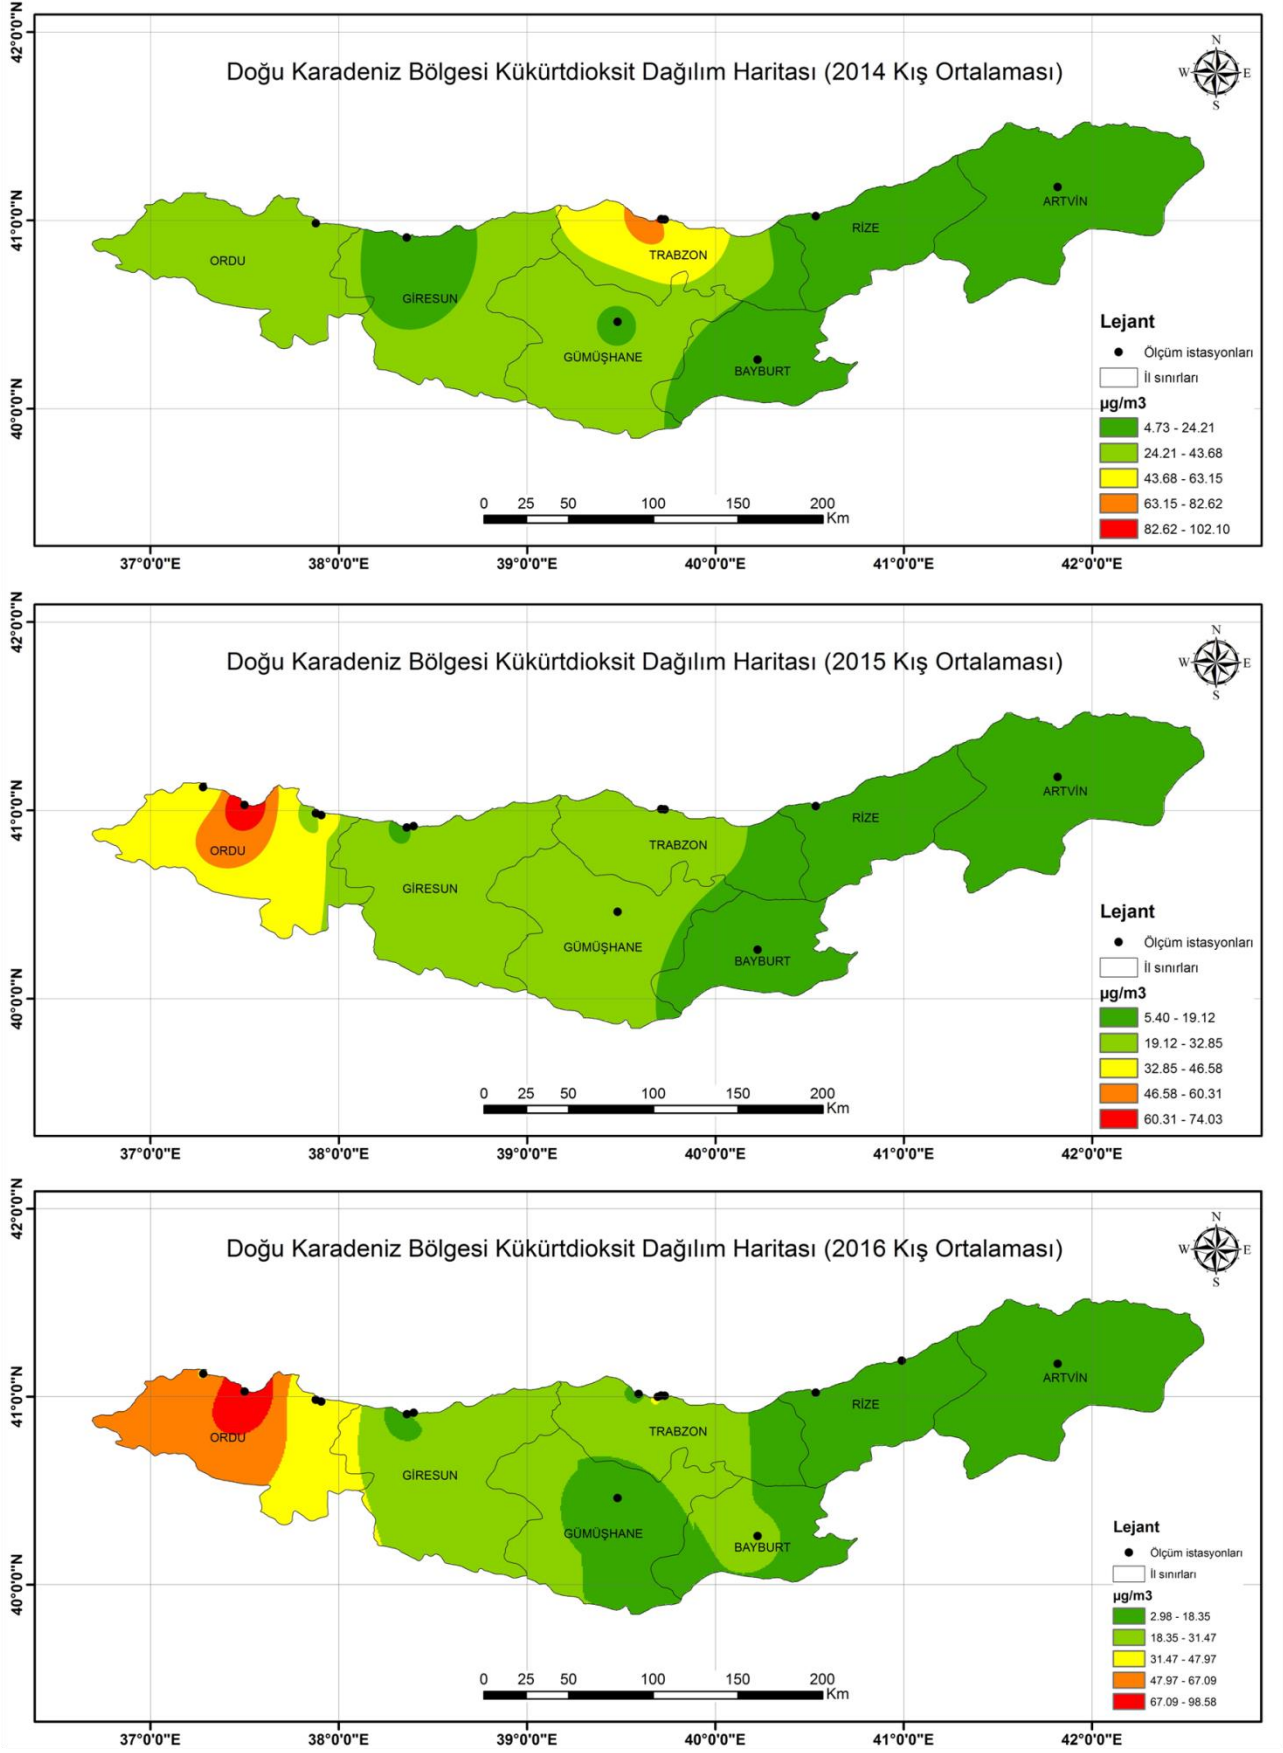 Doğu Karadeniz Bölgesi Kükürtdioksit Dağılım Haritası (2014 Kış Ortalaması)
N
W
E
S
42°0'0"N
41°0'0"N
40°0'0"N
ORDU
GİRESUN
TRABZON
GÜMÜŞHANE
BAYBURT
RİZE
ARTVİN
Lejant
Ölçüm istasyonları
İl sınırları
µg/m3
4.73 - 24.21
24.21 - 43.68
43.68 - 63.15
63.15 - 82.62
82.62 - 102.10
0 25 50 100 150 200
Km
37°0'0"E 38°0'0"E 39°0'0"E 40°0'0"E 41°0'0"E 42°0'0"E
Doğu Karadeniz Bölgesi Kükürtdioksit Dağılım Haritası (2015 Kış Ortalaması)
N
W
E
S
42°0'0"N
41°0'0"N
40°0'0"N
ORDU
GİRESUN
TRABZON
GÜMÜŞHANE
BAYBURT
RİZE
ARTVİN
Lejant
Ölçüm istasyonları
İl sınırları
µg/m3
5.40 - 19.12
19.12 - 32.85
32.85 - 46.58
46.58 - 60.31
60.31 - 74.03
0 25 50 100 150 200
Km
37°0'0"E 38°0'0"E 39°0'0"E 40°0'0"E 41°0'0"E 42°0'0"E
Doğu Karadeniz Bölgesi Kükürtdioksit Dağılım Haritası (2016 Kış Ortalaması)
N
W
E
S
42°0'0"N
41°0'0"N
40°0'0"N
ORDU
GİRESUN
TRABZON
GÜMÜŞHANE
BAYBURT
RİZE
ARTVİN
Lejant
Ölçüm istasyonları
İl sınırları
µg/m3
2.98 - 18.35
18.35 - 31.47
31.47 - 47.97
47.97 - 67.09
67.09 - 98.58
0 25 50 100 150 200
Km
37°0'0"E 38°0'0"E 39°0'0"E 40°0'0"E 41°0'0"E 42°0'0"E